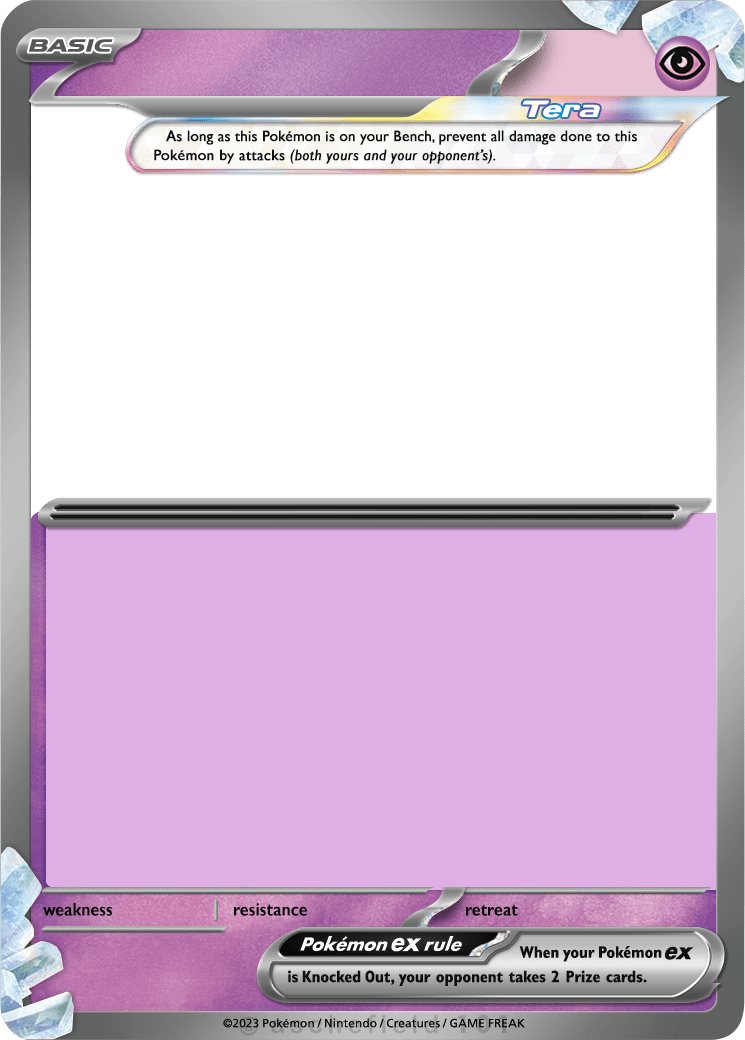 BASIC
Tera
As long as this Pokémon is on your Bench, prevent all damage done to this
Pokémon by attacks (both yours and your opponent's).
weakness
resistance
retreat
Pokémon ex rule
When your Pokémon ex
is Knocked Out, your opponent takes 2 Prize cards.
©2023 Pokémon / Nintendo / Creatures / GAME FREAK